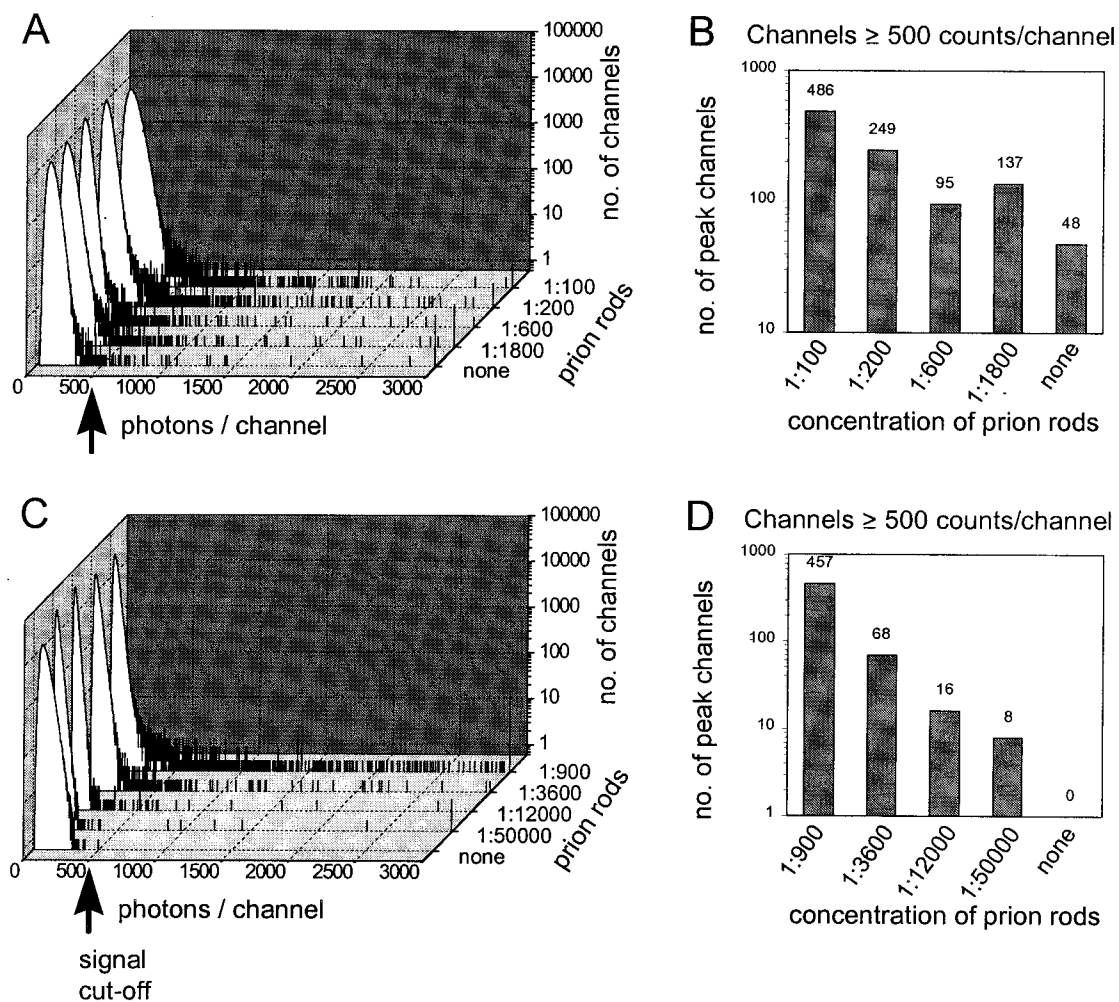 A
100000
10000
1000
100
10
1
no. of channels
1:100
1:200
1:600
1:1800
none
prion rods
0 500 1000 1500 2000 2500 3000
photons / channel
B Channels ≥ 500 counts/channel
1000
100
10
no. of peak channels
486
249
95
137
48
1:100
1:200
1:600
1:1800
none
concentration of prion rods
C
100000
10000
1000
100
10
1
no. of channels
1:900
1:3600
1:12000
1:50000
none
prion rods
0 500 1000 1500 2000 2500 3000
photons / channel
signal
cut-off
D Channels ≥ 500 counts/channel
1000
100
10
1
no. of peak channels
457
68
16
8
0
1:900
1:3600
1:12000
1:50000
none
concentration of prion rods